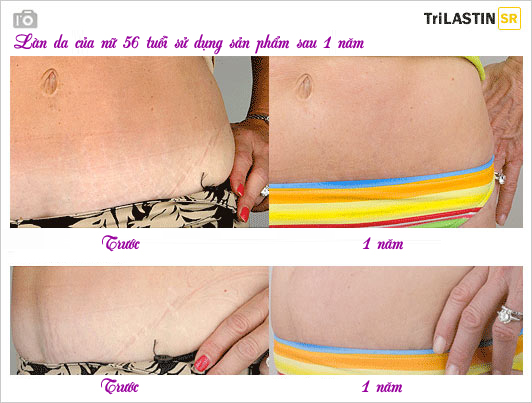 TriLASTIN SR
Làn da của nữ 56 tuổi sử dụng sản phẩm sau 1 năm
Trước
1 năm
Trước
1 năm